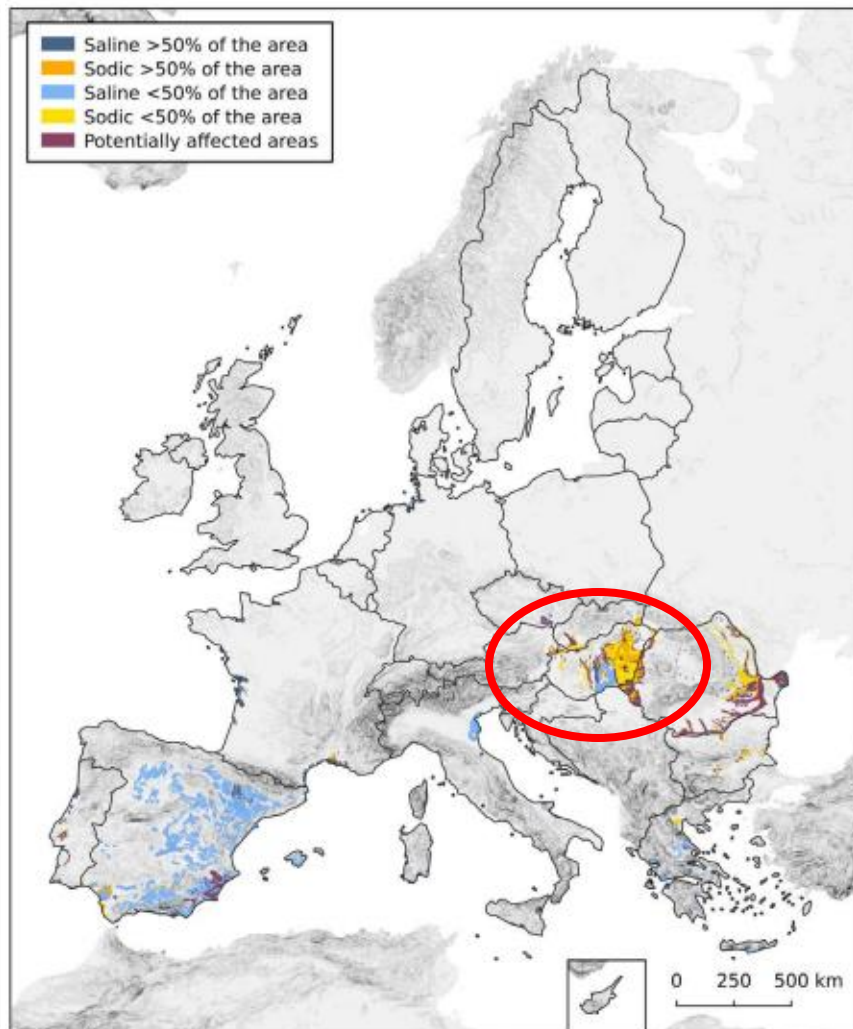 Saline >50% of the area
Sodic >50% of the area
Saline <50% of the area
Sodic <50% of the area
Potentially affected areas
0 250 500 km